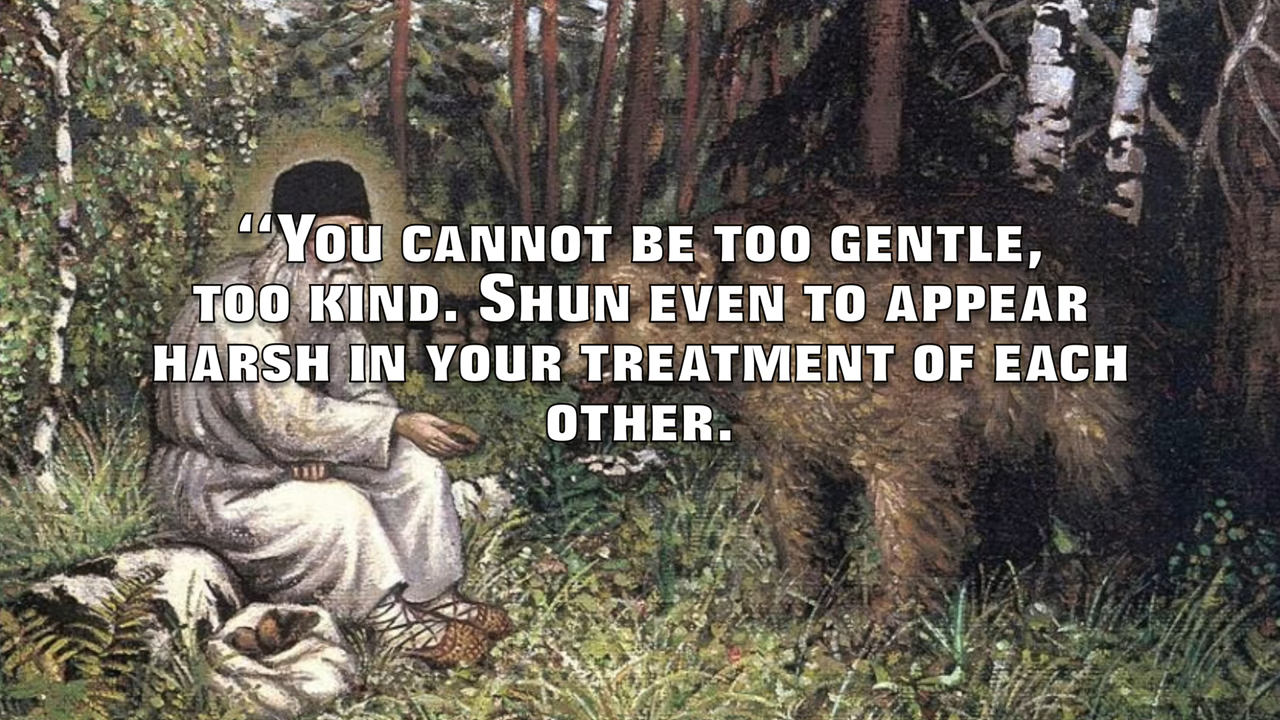 “You cannot be too gentle,
too kind. Shun even to appear
harsh in your treatment of each
other.